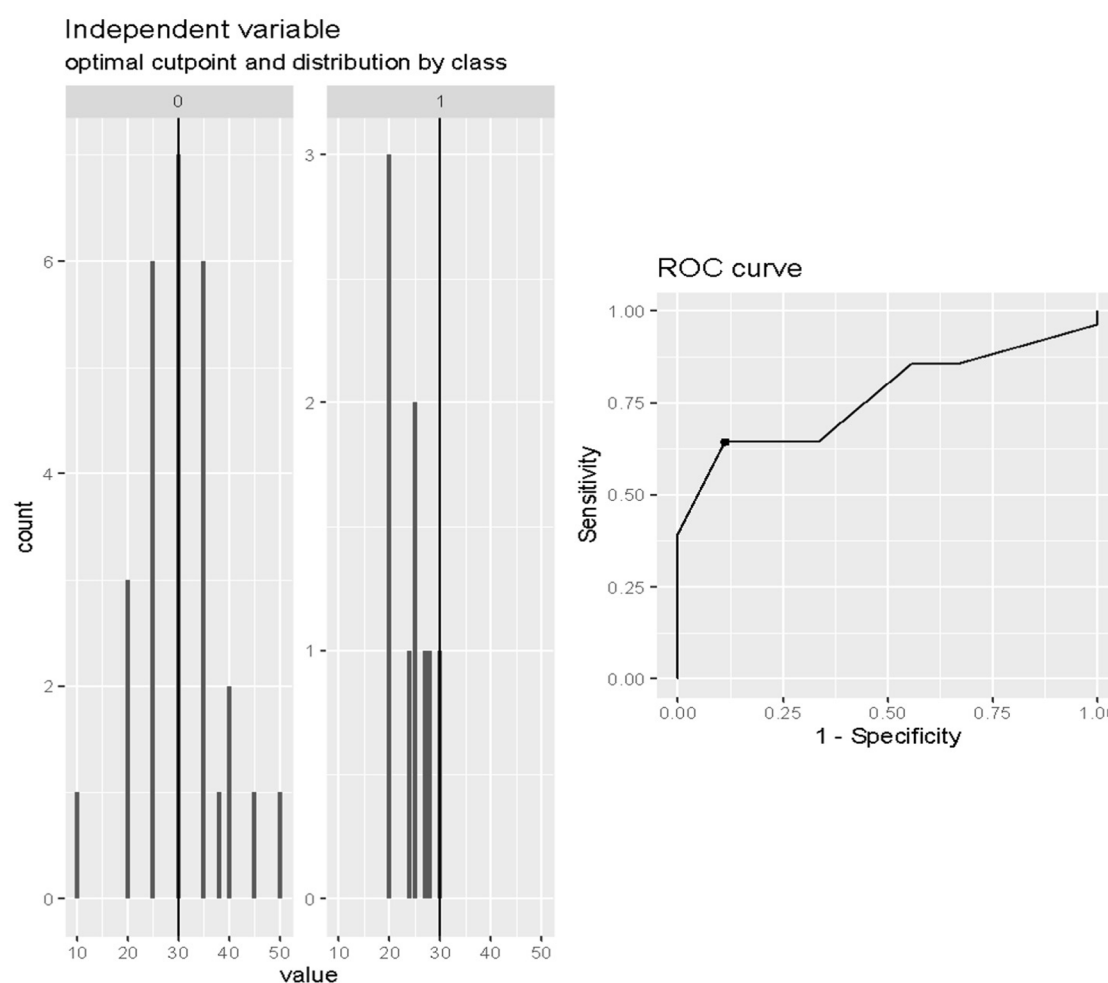 Independent variable
optimal cutpoint and distribution by class
0
1
6
4
2
0
count
10 20 30 40 50
3
2
1
0
10 20 30 40 50
value
ROC curve
1.00
0.75
0.50
0.25
0.00
Sensitivity
0.00 0.25 0.50 0.75 1.00
1 - Specificity